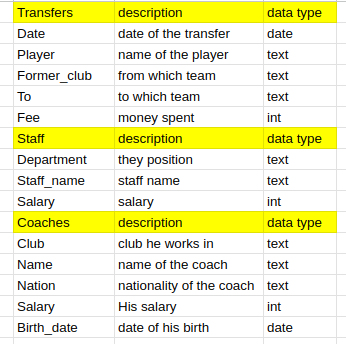 Transfers description data type
Date date of the transfer date
Player name of the player text
Former_club from which team text
To to which team text
Fee money spent int
Staff description data type
Department they position text
Staff_name staff name text
Salary salary int
Coaches description data type
Club club he works in text
Name name of the coach text
Nation nationality of the coach text
Salary His salary int
Birth_date date of his birth date